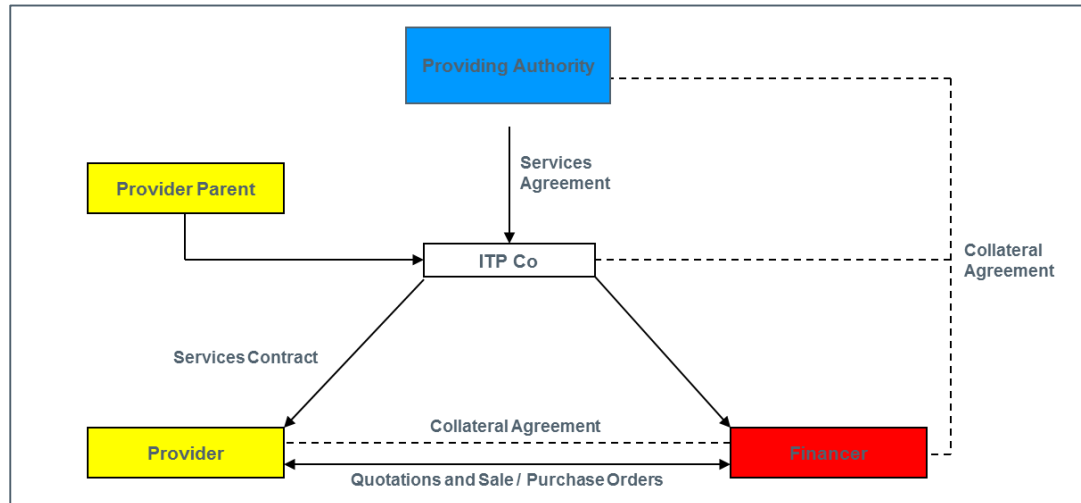 Providing Authority
Services
Agreement
Provider Parent
ITP Co
Collateral
Agreement
Services Contract
Collateral Agreement
Provider
Financer
Quotations and Sale / Purchase Orders